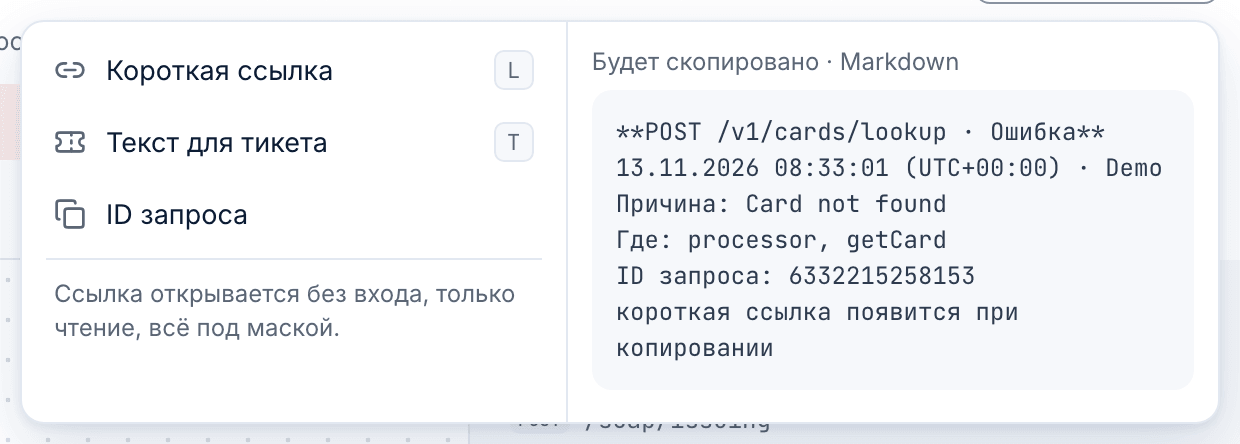 Короткая ссылка
L
Текст для тикета
T
ID запроса
Ссылка открывается без входа, только
чтение, всё под маской.
Будет скопировано · Markdown
**POST /v1/cards/lookup · Ошибка**
13.11.2026 08:33:01 (UTC+00:00) · Demo
Причина: Card not found
Где: processor, getCard
ID запроса: 6332215258153
короткая ссылка появится при
копировании